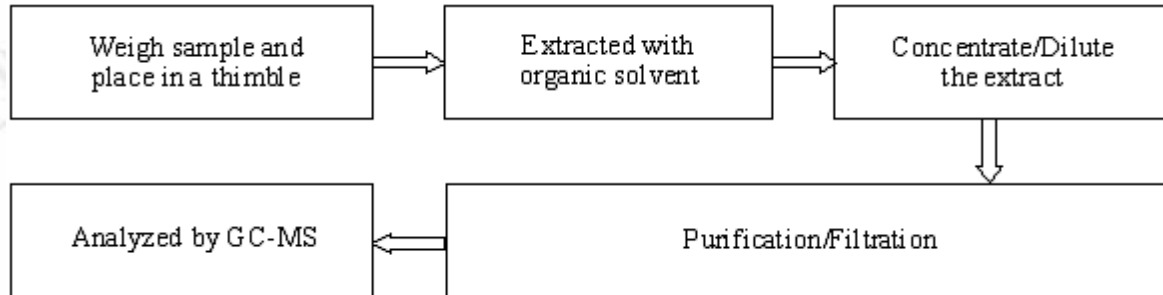 Weigh sample and
place in a thimble
Extracted with
organic solvent
Concentrate/Dilute
the extract
Purification/Filtration
Analyzed by GC-MS